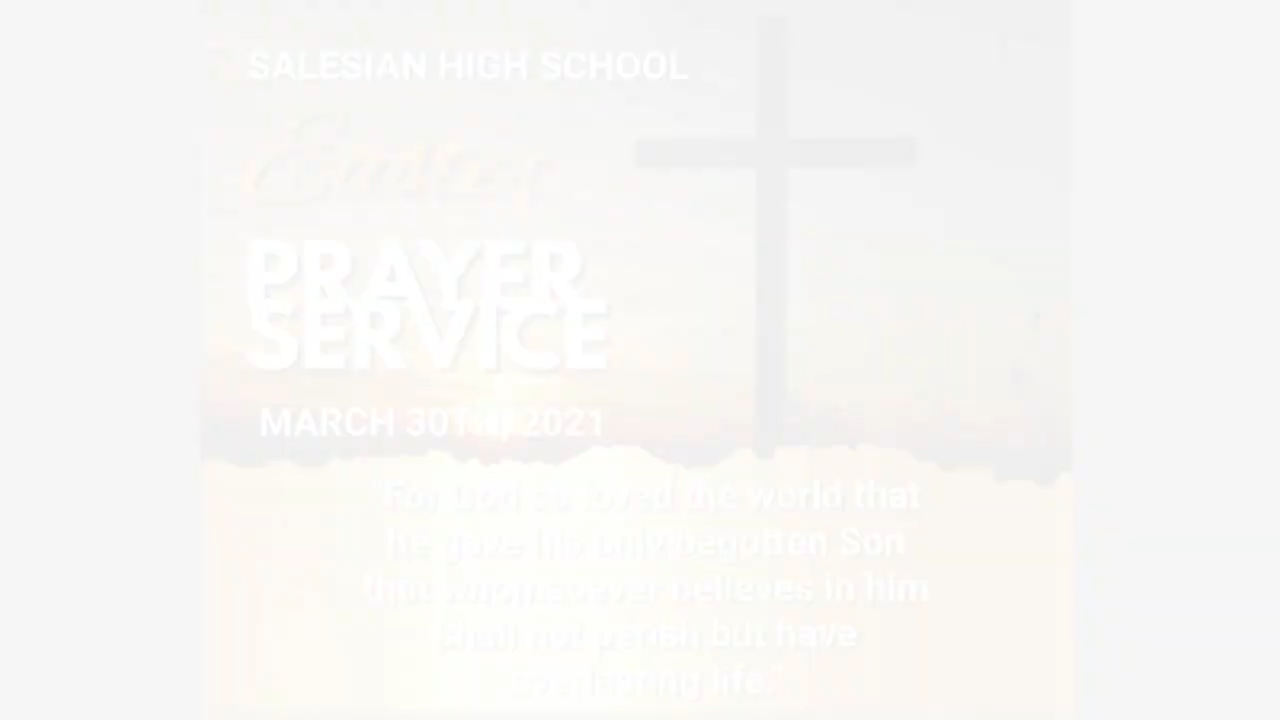 SALESIAN HIGH SCHOOL
Easter
PRAYER
SERVICE
MARCH 30TH, 2021
"For God so loved the world that
he gave his only begotten Son
that whomsoever believes in him
shall not perish but have
everlasting life."